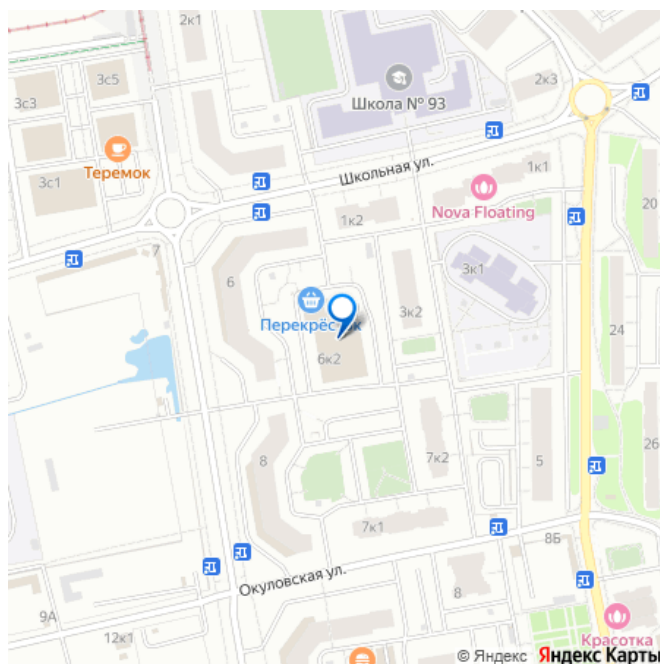 2к1
3с5
3с3
Школа № 93
2к3
Теремок
3с1
Школьная ул.
1к1
Nova Floating
20
1к2
7
6
3к1
3к2
Перекрёсток
24
6к2
8
7к2
5
26
7к1
8Б
Окуловская ул.
8
9А
12к1
Красотка
© Яндекс Яндекс Карты